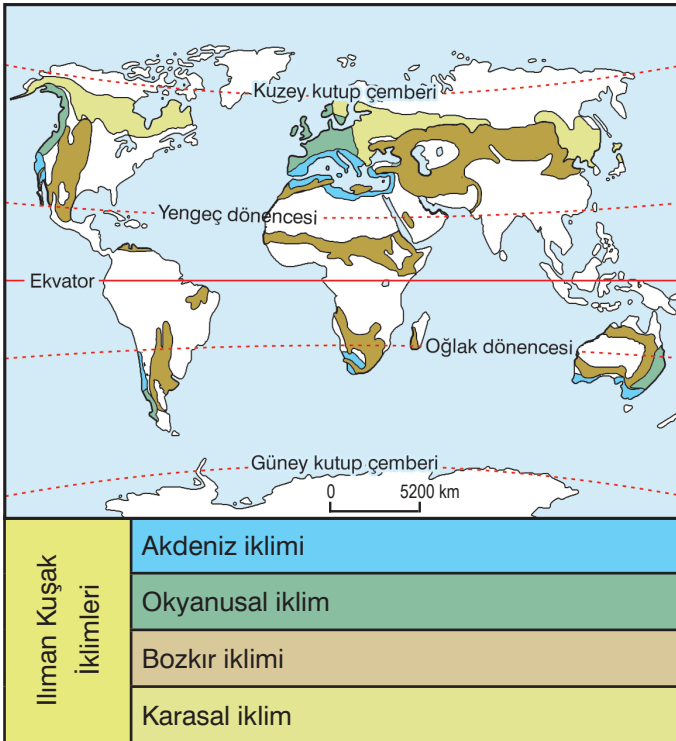 Kuzey kutup çemberi
Yengeç dönencesi
Ekvator
Oğlak dönencesi
Güney kutup çemberi
0 5200 km
Ilıman Kuşak
İklimleri
Akdeniz iklimi
Okyanusal iklim
Bozkır iklimi
Karasal iklim